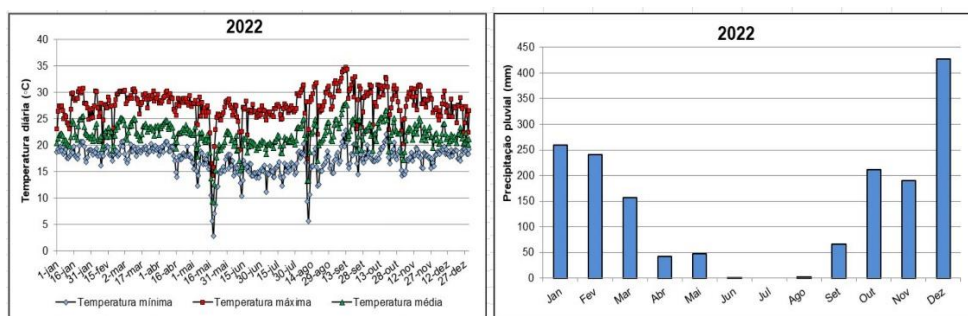 2022
Temperatura diária (◦C)
40
35
30
25
20
15
10
5
0
1-jan
16-jan
31-jan
15-fev
2-mar
17-mar
1-abr
16-abr
1-mai
16-mai
31-mai
15-jun
30-jun
15-jul
30-jul
14-ago
29-ago
13-set
28-set
13-out
28-out
12-nov
27-nov
12-dez
27-dez
Temperatura mínima
Temperatura máxima
Temperatura média
2022
Precipitação pluvial (mm)
450
400
350
300
250
200
150
100
50
0
Jan
Fev
Mar
Abr
Mai
Jun
Jul
Ago
Set
Out
Nov
Dez